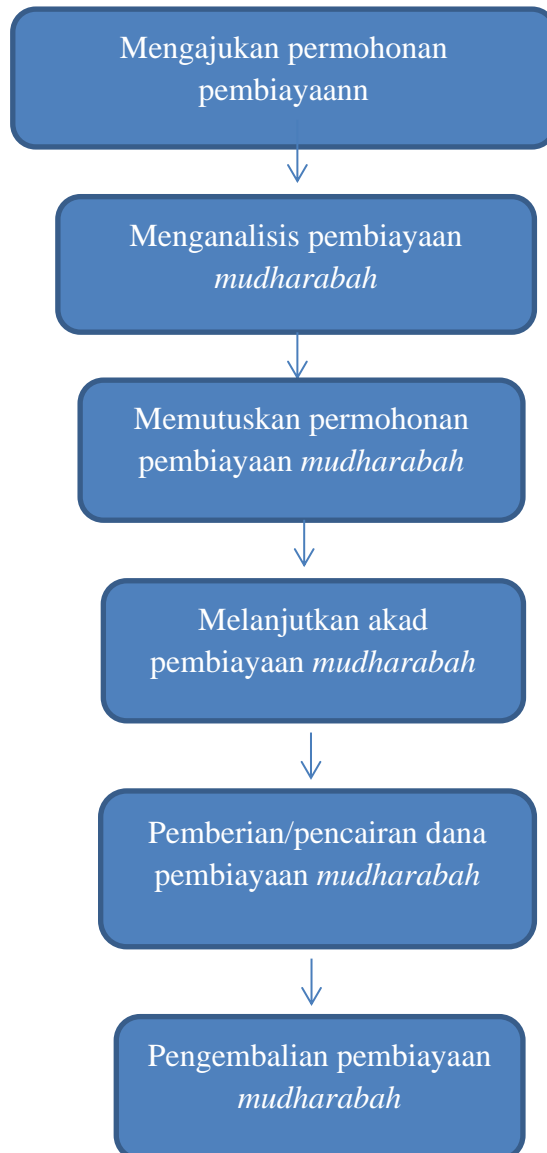 Mengajukan permohonan
pembiayaann
Menganalisis pembiayaan
mudharabah
Memutuskan permohonan
pembiayaan mudharabah
Melanjutkan akad
pembiayaan mudharabah
Pemberian/pencairan dana
pembiayaan mudharabah
Pengembalian pembiayaan
mudharabah